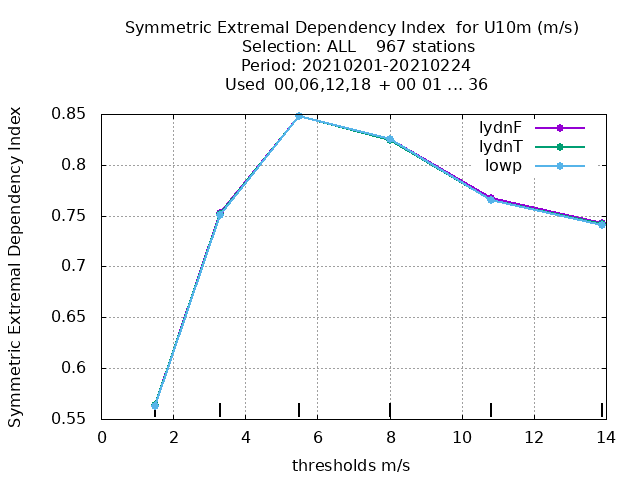 Symmetric Extremal Dependency Index  for U10m (m/s)
Selection: ALL    967 stations
Period: 20210201-20210224
Used  00,06,12,18  + 00 01 ... 36
Symmetric Extremal Dependency Index
0.85
0.8
0.75
0.7
0.65
0.6
0.55
lydnF
lydnT
lowp
0 2 4 6 8 10 12 14
thresholds m/s